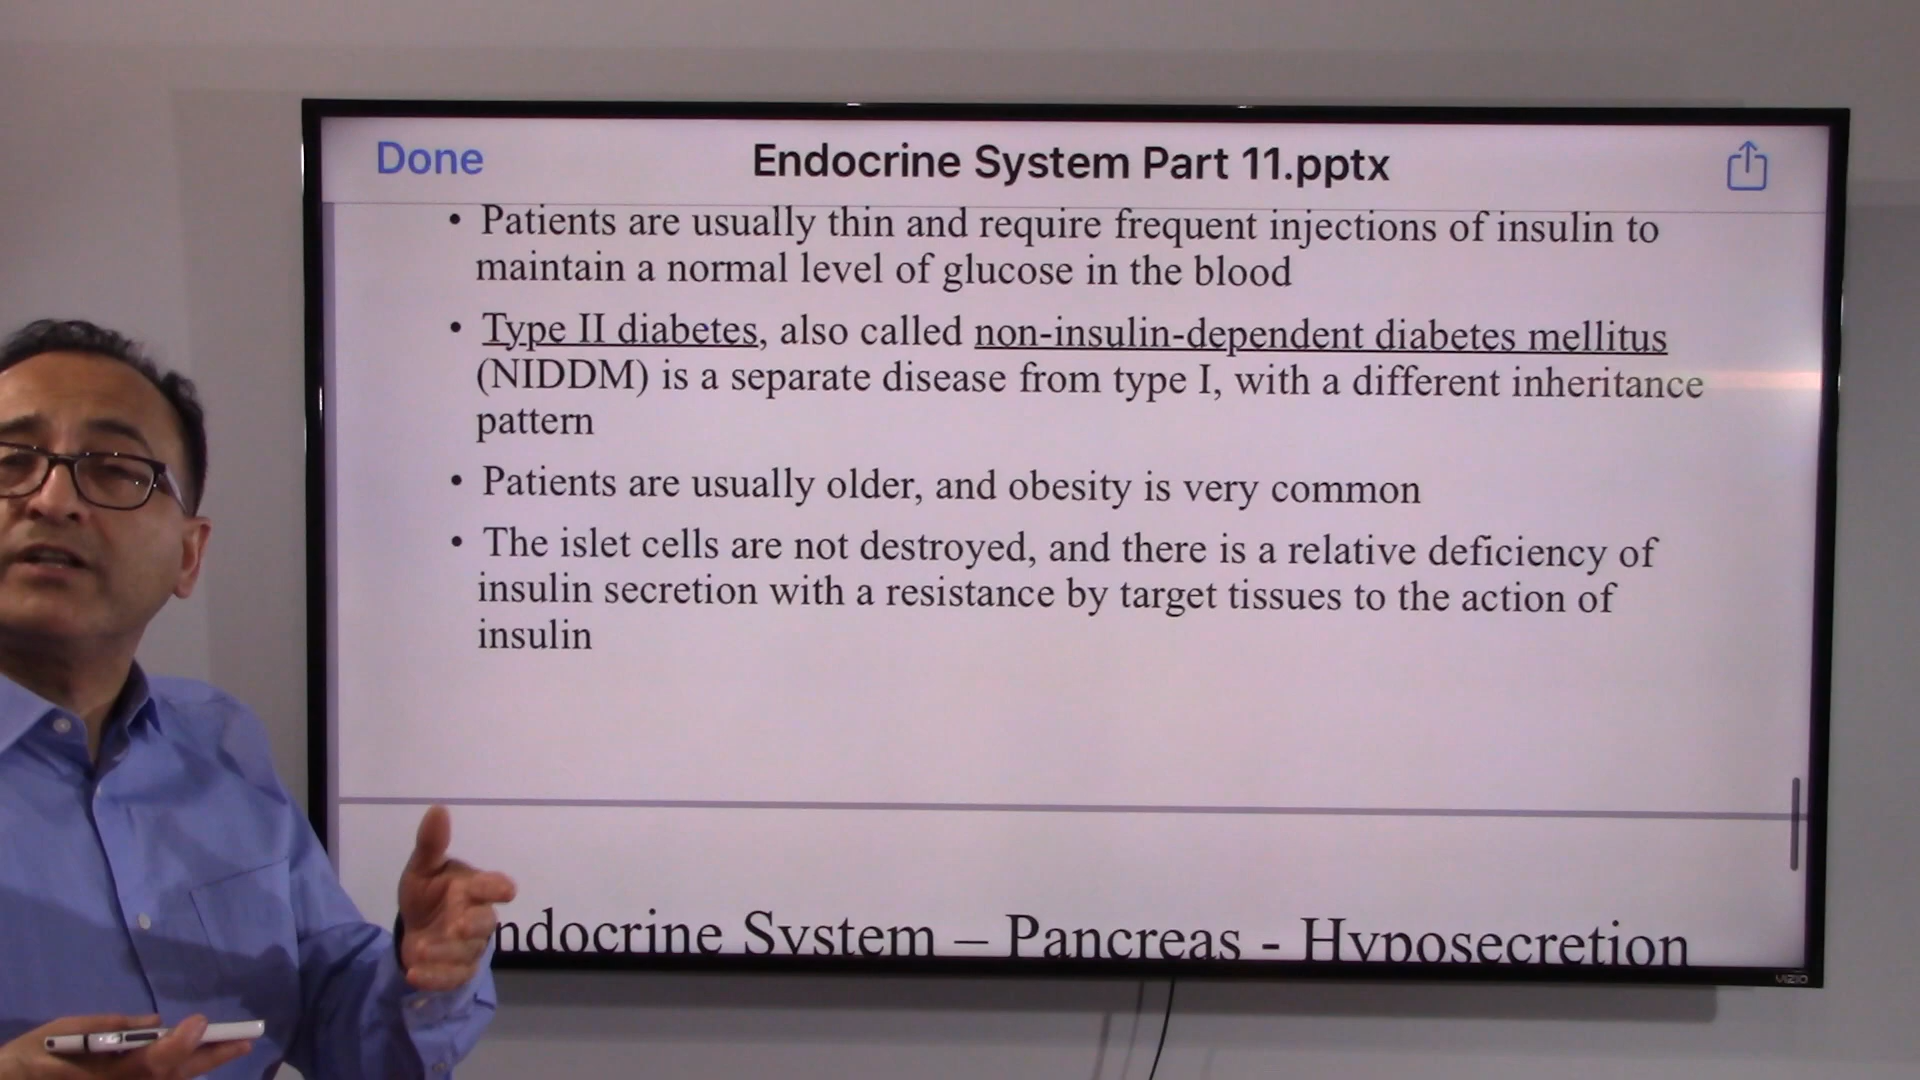 Done
Endocrine System Part 11.pptx
• Patients are usually thin and require frequent injections of insulin to
maintain a normal level of glucose in the blood
• Type II diabetes, also called non-insulin-dependent diabetes mellitus
(NIDDM) is a separate disease from type I, with a different inheritance
pattern
• Patients are usually older, and obesity is very common
• The islet cells are not destroyed, and there is a relative deficiency of
insulin secretion with a resistance by target tissues to the action of
insulin
ndocrine System – Pancreas - Hyposecretion
VIZIO